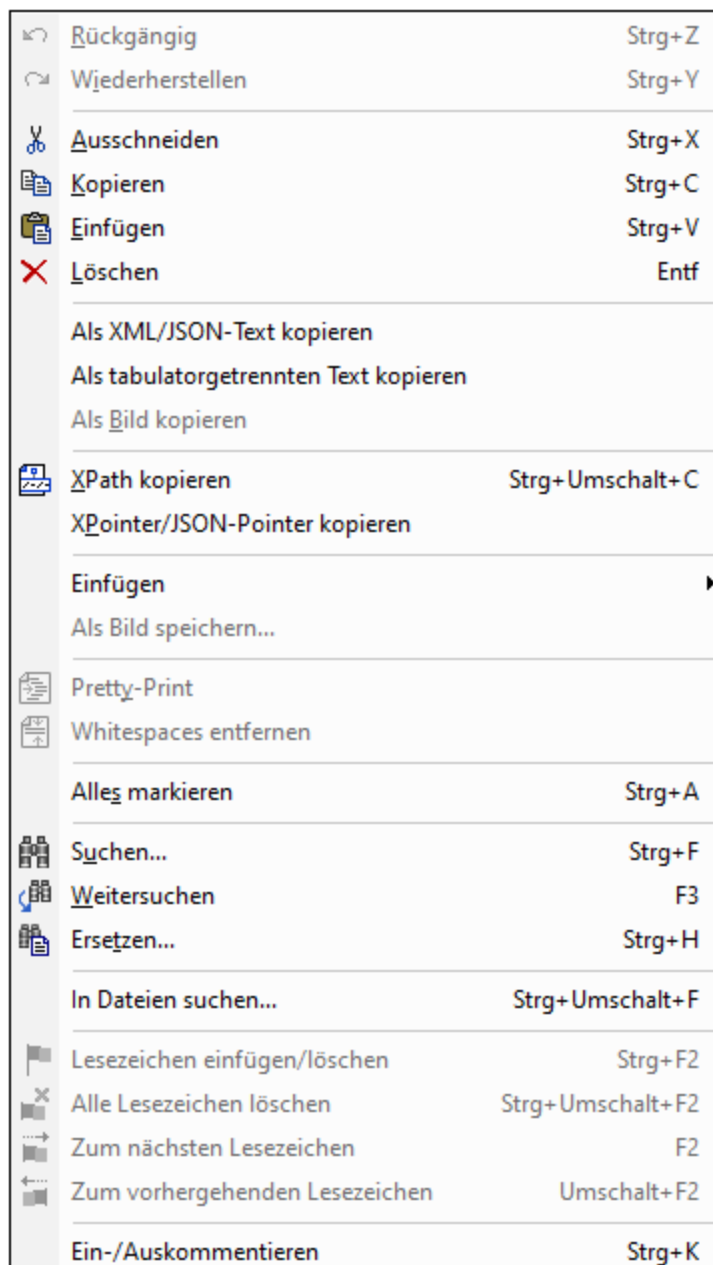 Rückgängig Strg+Z
Wiederherstellen Strg+Y
Ausschneiden Strg+X
Kopieren Strg+C
Einfügen Strg+V
Löschen Entf
Als XML/JSON-Text kopieren
Als tabulatorgetrennten Text kopieren
Als Bild kopieren
XPath kopieren Strg+Umschalt+C
XPointer/JSON-Pointer kopieren
Einfügen
Als Bild speichern...
Pretty-Print
Whitespaces entfernen
Alles markieren Strg+A
Suchen... Strg+F
Weitersuchen F3
Ersetzen... Strg+H
In Dateien suchen... Strg+Umschalt+F
Lesezeichen einfügen/löschen Strg+F2
Alle Lesezeichen löschen Strg+Umschalt+F2
Zum nächsten Lesezeichen F2
Zum vorhergehenden Lesezeichen Umschalt+F2
Ein-/Auskommentieren Strg+K